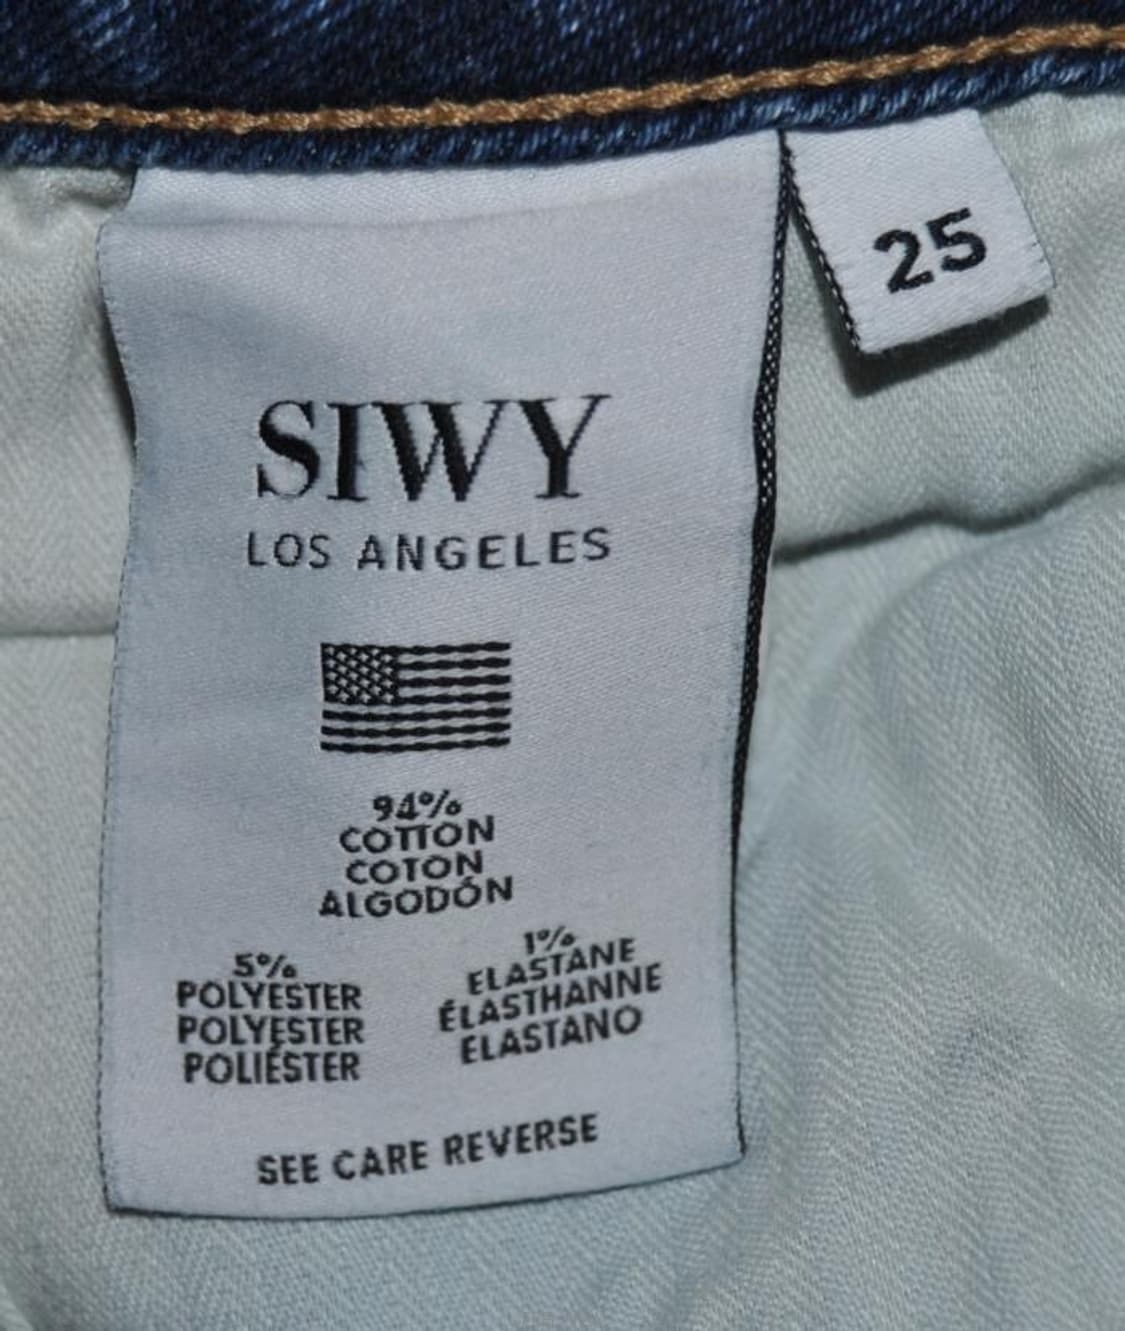 25
SIWY
LOS ANGELES
94%
COTTON
COTON
ALGODÓN
5%
POLYESTER
POLYESTER
POLIÉSTER
1%
ELASTANE
ÉLASTHANNE
ELASTANO
SEE CARE REVERSE